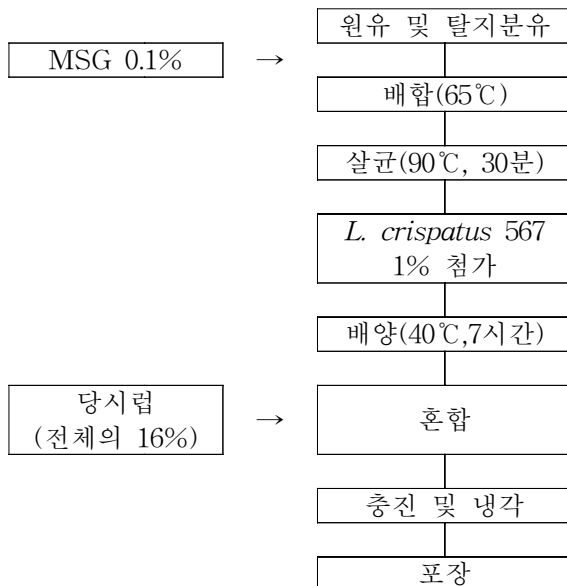 원유 및 탈지분유
MSG 0.1% →
배합(65℃)
살균(90℃, 30분)
L. crispatus 567
1% 첨가
배양(40℃,7시간)
당시럽
(전체의 16%) →
혼합
충진 및 냉각
포장